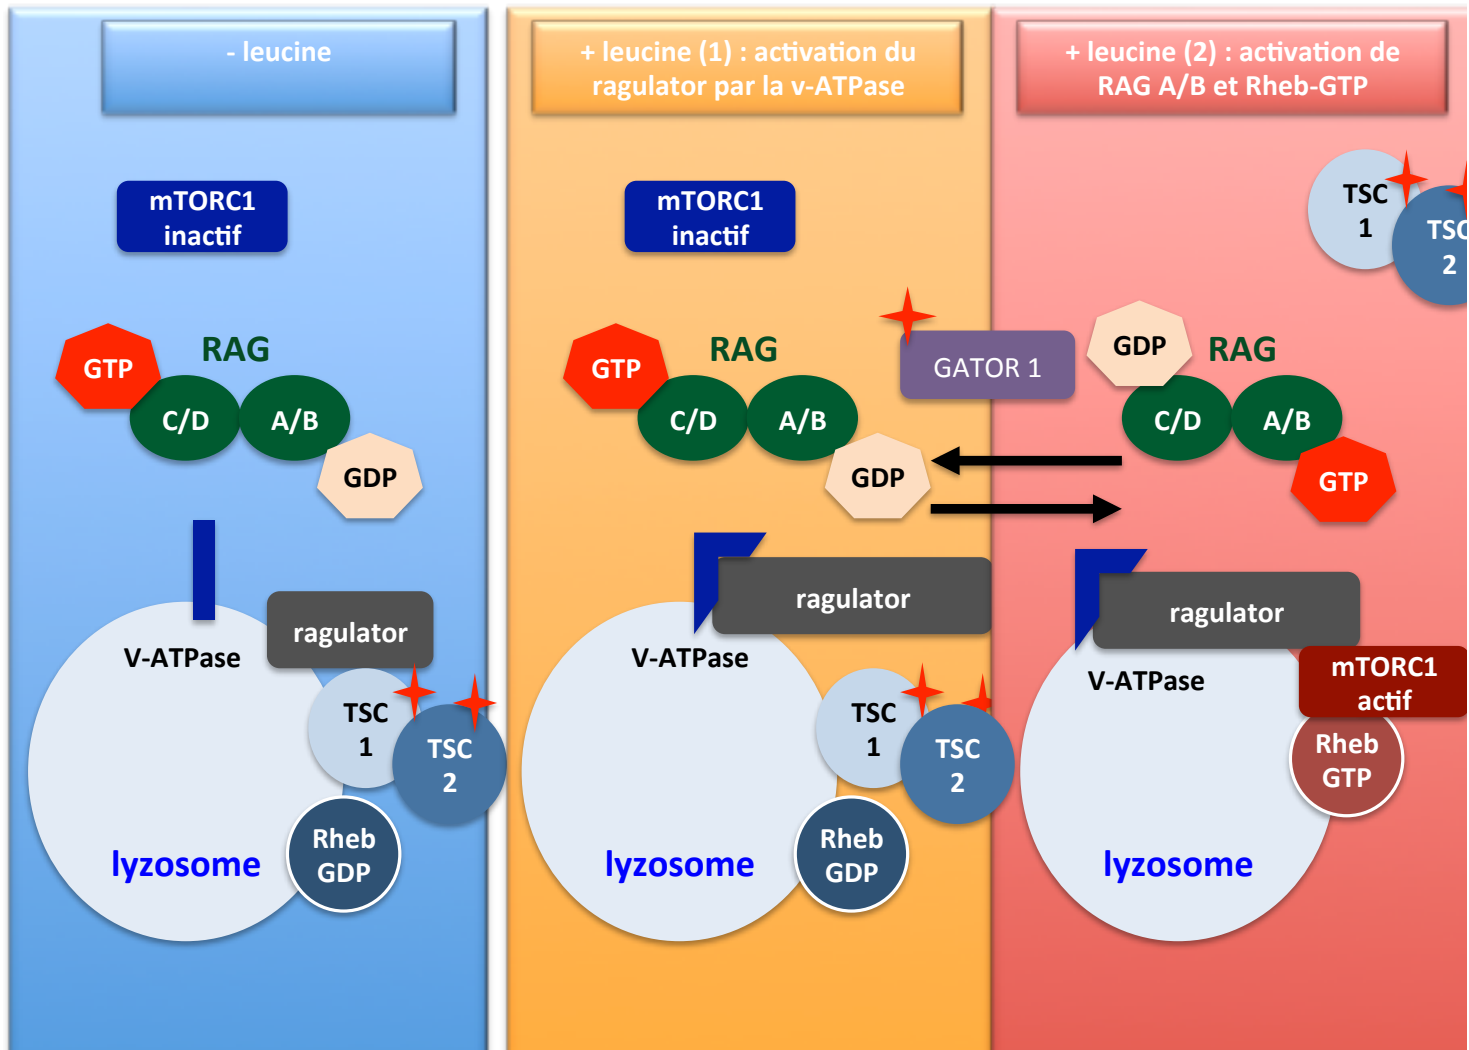 - leucine
mTORC1
inactif
RAG
GTP
C/D
A/B
GDP
ragulator
V-ATPase
TSC
1
TSC
2
Rheb
GDP
lyzosome
+ leucine (1) : activation du
ragulator par la v-ATPase
mTORC1
inactif
GATOR 1
RAG
GTP
C/D
A/B
GDP
ragulator
V-ATPase
TSC
1
TSC
2
Rheb
GDP
lyzosome
+ leucine (2) : activation de
RAG A/B et Rheb-GTP
TSC
1
TSC
2
GDP
RAG
C/D
A/B
GTP
ragulator
V-ATPase
mTORC1
actif
Rheb
GTP
lyzosome